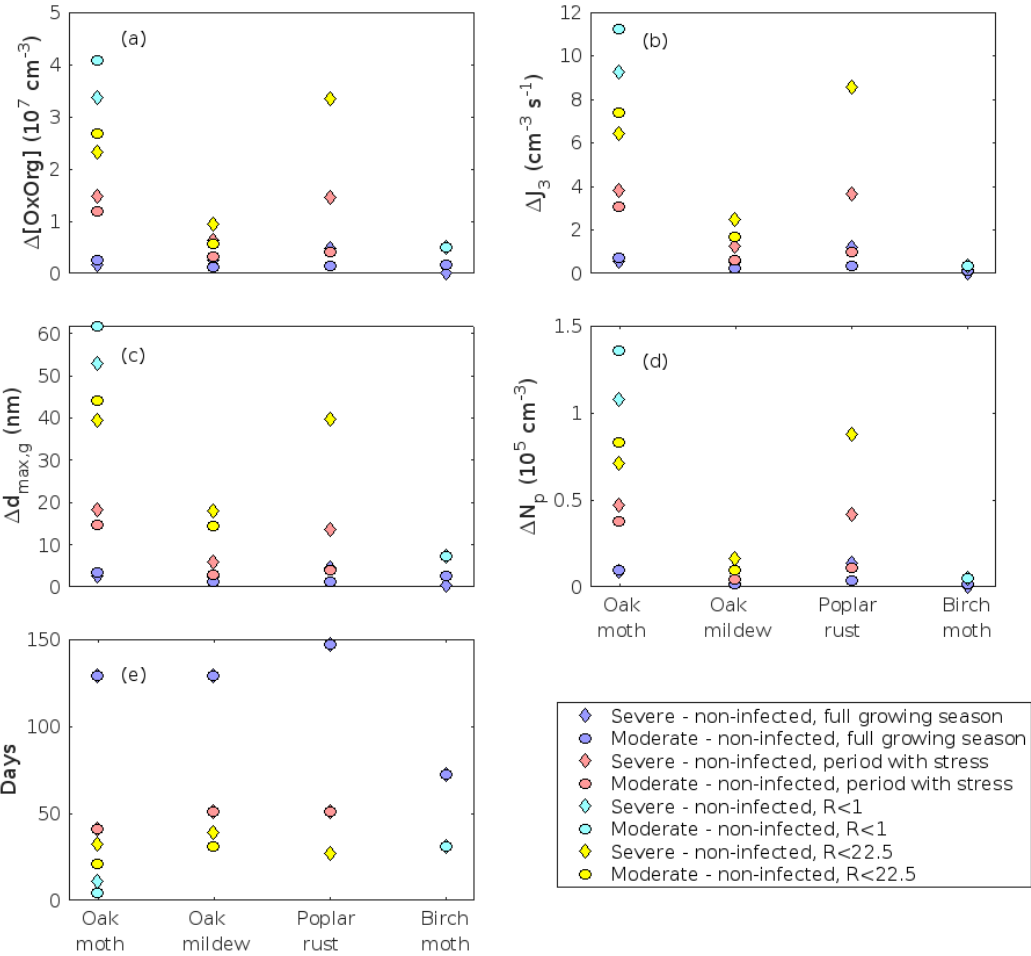 5
4
3
2
1
0
Δ[OxOrg] (10^7 cm^-3)
(a)
12
10
8
6
4
2
0
ΔJ_3 (cm^-3 s^-1)
(b)
60
50
40
30
20
10
0
Δd_max,g (nm)
(c)
1.5
1
0.5
0
ΔN_p (10^5 cm^-3)
(d)
Oak
moth
Oak
mildew
Poplar
rust
Birch
moth
150
100
50
0
Days
(e)
Oak
moth
Oak
mildew
Poplar
rust
Birch
moth
Severe - non-infected, full growing season
Moderate - non-infected, full growing season
Severe - non-infected, period with stress
Moderate - non-infected, period with stress
Severe - non-infected, R<1
Moderate - non-infected, R<1
Severe - non-infected, R<22.5
Moderate - non-infected, R<22.5